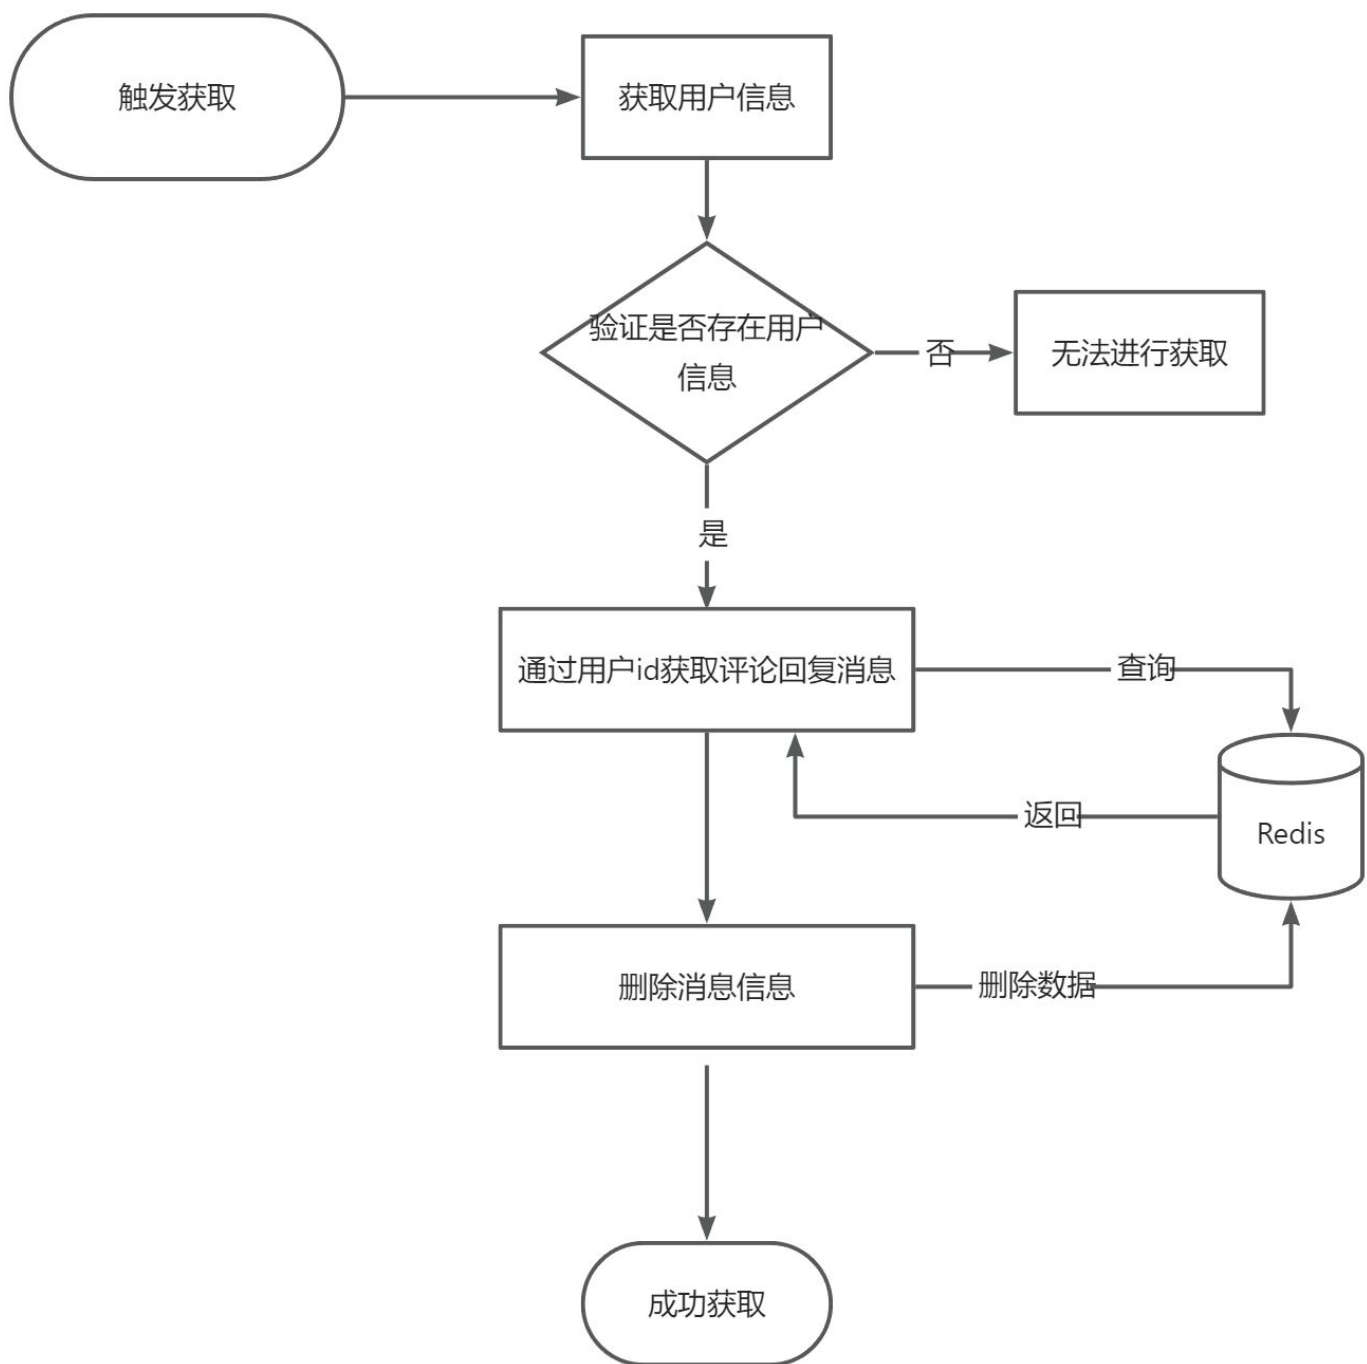 触发获取
获取用户信息
验证是否存在用户
信息
否
无法进行获取
是
通过用户id获取评论回复消息
查询
返回
Redis
删除消息信息
删除数据
成功获取